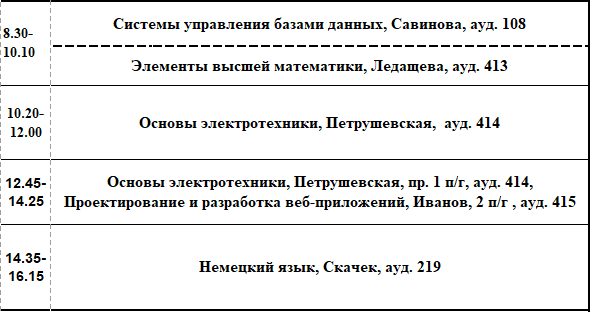 8.30-
10.10
Системы управления базами данных, Савинова, ауд. 108
Элементы высшей математики, Ледащева, ауд. 413
10.20-
12.00
Основы электротехники, Петрушевская, ауд. 414
12.45-
14.25
Основы электротехники, Петрушевская, пр. 1 п/г, ауд. 414,
Проектирование и разработка веб-приложений, Иванов, 2 п/г , ауд. 415
14.35-
16.15
Немецкий язык, Скачек, ауд. 219